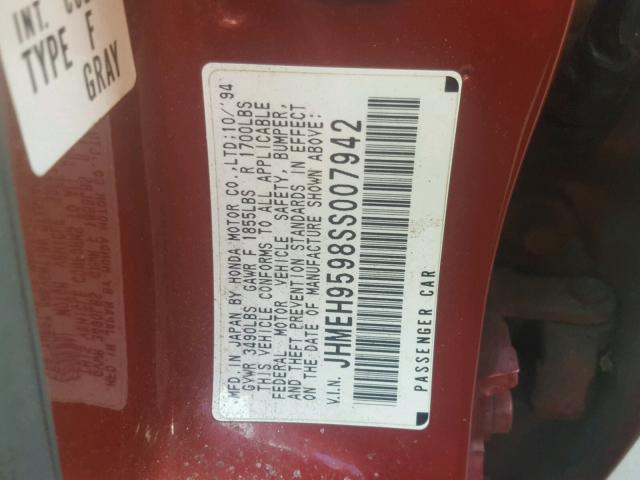 INT. COL
TYPE F
GRAY
MFD. IN JAPAN BY HONDA MOTOR CO.,LTD:10/'94
GVWR 3490LBS GAWR F 1855LBS R 1700LBS
THIS VEHICLE CONFORMS TO ALL APPLICABLE
FEDERAL MOTOR VEHICLE SAFETY, BUMPER,
AND THEFT PREVENTION STANDARDS IN EFFECT
ON THE DATE OF MANUFACTURE SHOWN ABOVE:
V.I.N. JHMEH9598SS007942
PASSENGER CAR